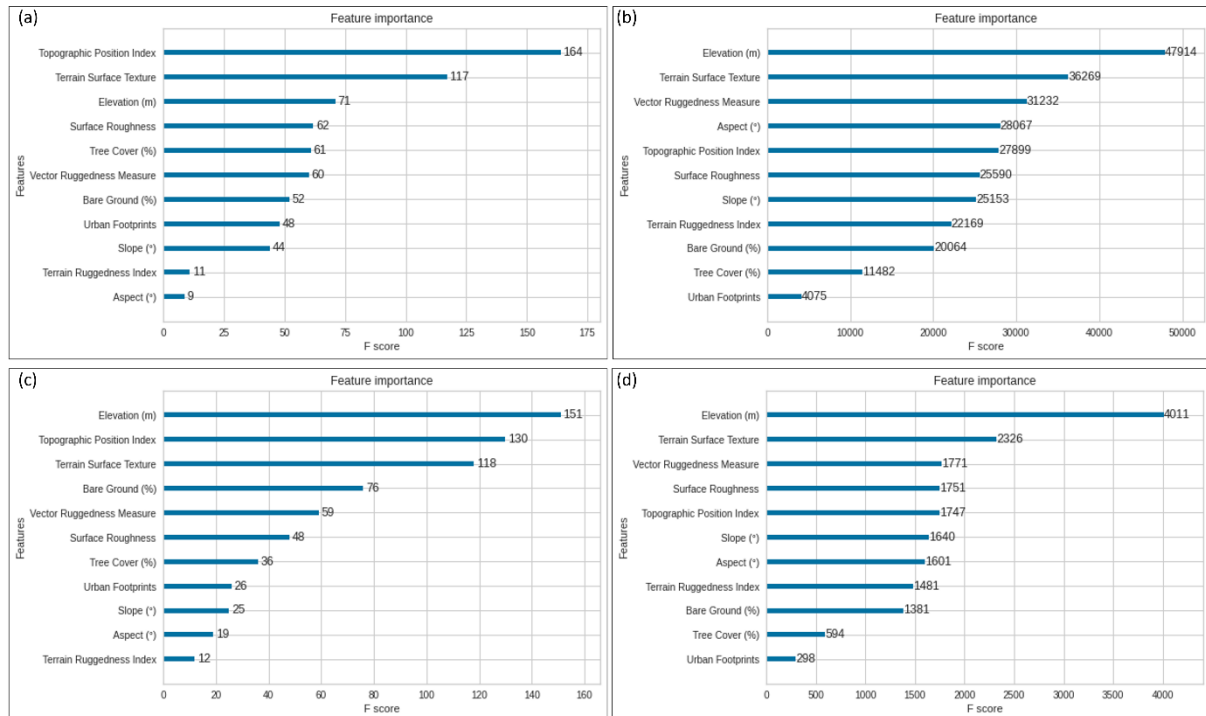 (a)
Feature importance
Topographic Position Index 164
Terrain Surface Texture 117
Elevation (m) 71
Surface Roughness 62
Tree Cover (%) 61
Vector Ruggedness Measure 60
Bare Ground (%) 52
Urban Footprints 48
Slope (°) 44
Terrain Ruggedness Index 11
Aspect (°) 9
Features
0 25 50 75 100 125 150 175
F score
(b)
Feature importance
Elevation (m) 47914
Terrain Surface Texture 36269
Vector Ruggedness Measure 31232
Aspect (°) 28067
Topographic Position Index 27899
Surface Roughness 25590
Slope (°) 25153
Terrain Ruggedness Index 22169
Bare Ground (%) 20064
Tree Cover (%) 11482
Urban Footprints 4075
Features
0 10000 20000 30000 40000 50000
F score
(c)
Feature importance
Elevation (m) 151
Topographic Position Index 130
Terrain Surface Texture 118
Bare Ground (%) 76
Vector Ruggedness Measure 59
Surface Roughness 48
Tree Cover (%) 36
Urban Footprints 26
Slope (°) 25
Aspect (°) 19
Terrain Ruggedness Index 12
Features
0 20 40 60 80 100 120 140 160
F score
(d)
Feature importance
Elevation (m) 4011
Terrain Surface Texture 2326
Vector Ruggedness Measure 1771
Surface Roughness 1751
Topographic Position Index 1747
Slope (°) 1640
Aspect (°) 1601
Terrain Ruggedness Index 1481
Bare Ground (%) 1381
Tree Cover (%) 594
Urban Footprints 298
Features
0 500 1000 1500 2000 2500 3000 3500 4000
F score